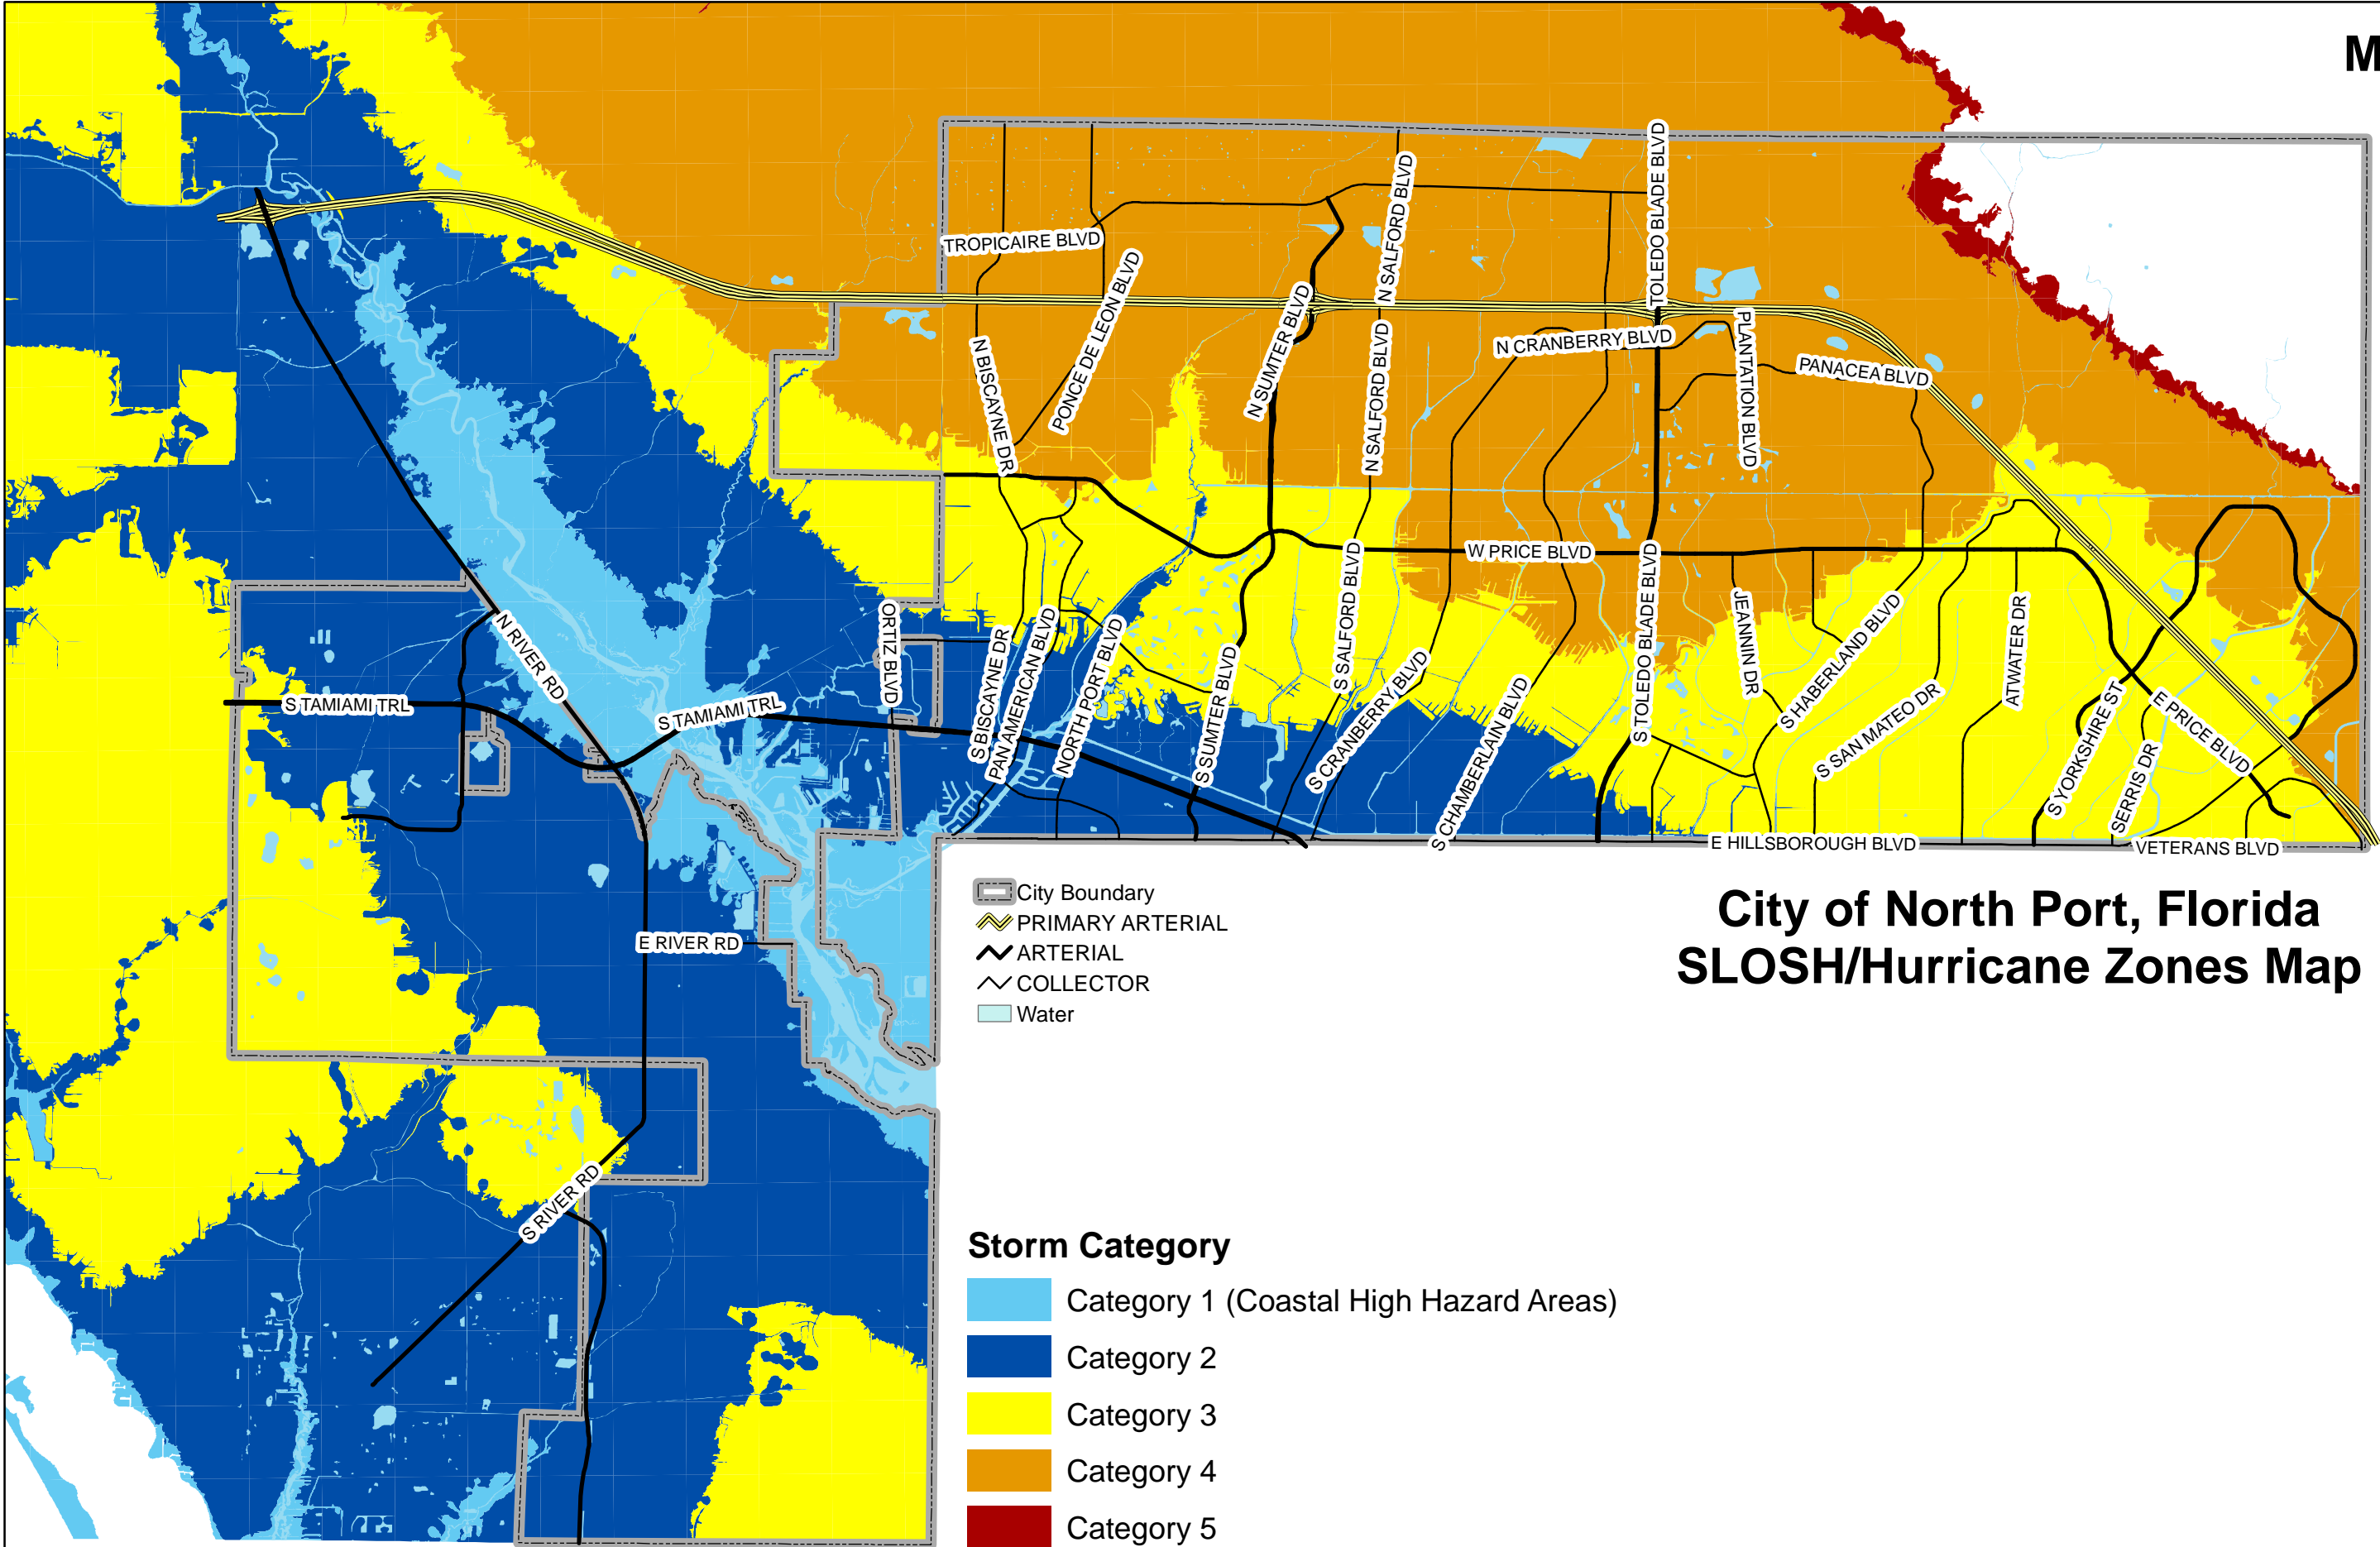 M
TOLEDO BLADE BLVD
TROPICAIRE BLVD
N SALFORD BLVD
PONCE DE LEON BLVD
N SUMTER BLVD
N BISCAYNE DR
N SALFORD BLVD
N CRANBERRY BLVD
PLANTATION BLVD
PANACEA BLVD
W PRICE BLVD
ORTIZ BLVD
N RIVER RD
S TAMIAMI TRL
S TAMIAMI TRL
S BISCAYNE DR
PAN AMERICAN BLVD
NORTH PORT BLVD
S SUMTER BLVD
S SALFORD BLVD
S CRANBERRY BLVD
S CHAMBERLAIN BLVD
S TOLEDO BLADE BLVD
JEANNIN DR
S HABERLAND BLVD
S SAN MATEO DR
ATWATER DR
S YORKSHIRE ST
SERRIS DR
E PRICE BLVD
E HILLSBOROUGH BLVD
VETERANS BLVD
E RIVER RD
S RIVER RD
City Boundary
PRIMARY ARTERIAL
ARTERIAL
COLLECTOR
Water
City of North Port, Florida
SLOSH/Hurricane Zones Map
Storm Category
Category 1 (Coastal High Hazard Areas)
Category 2
Category 3
Category 4
Category 5